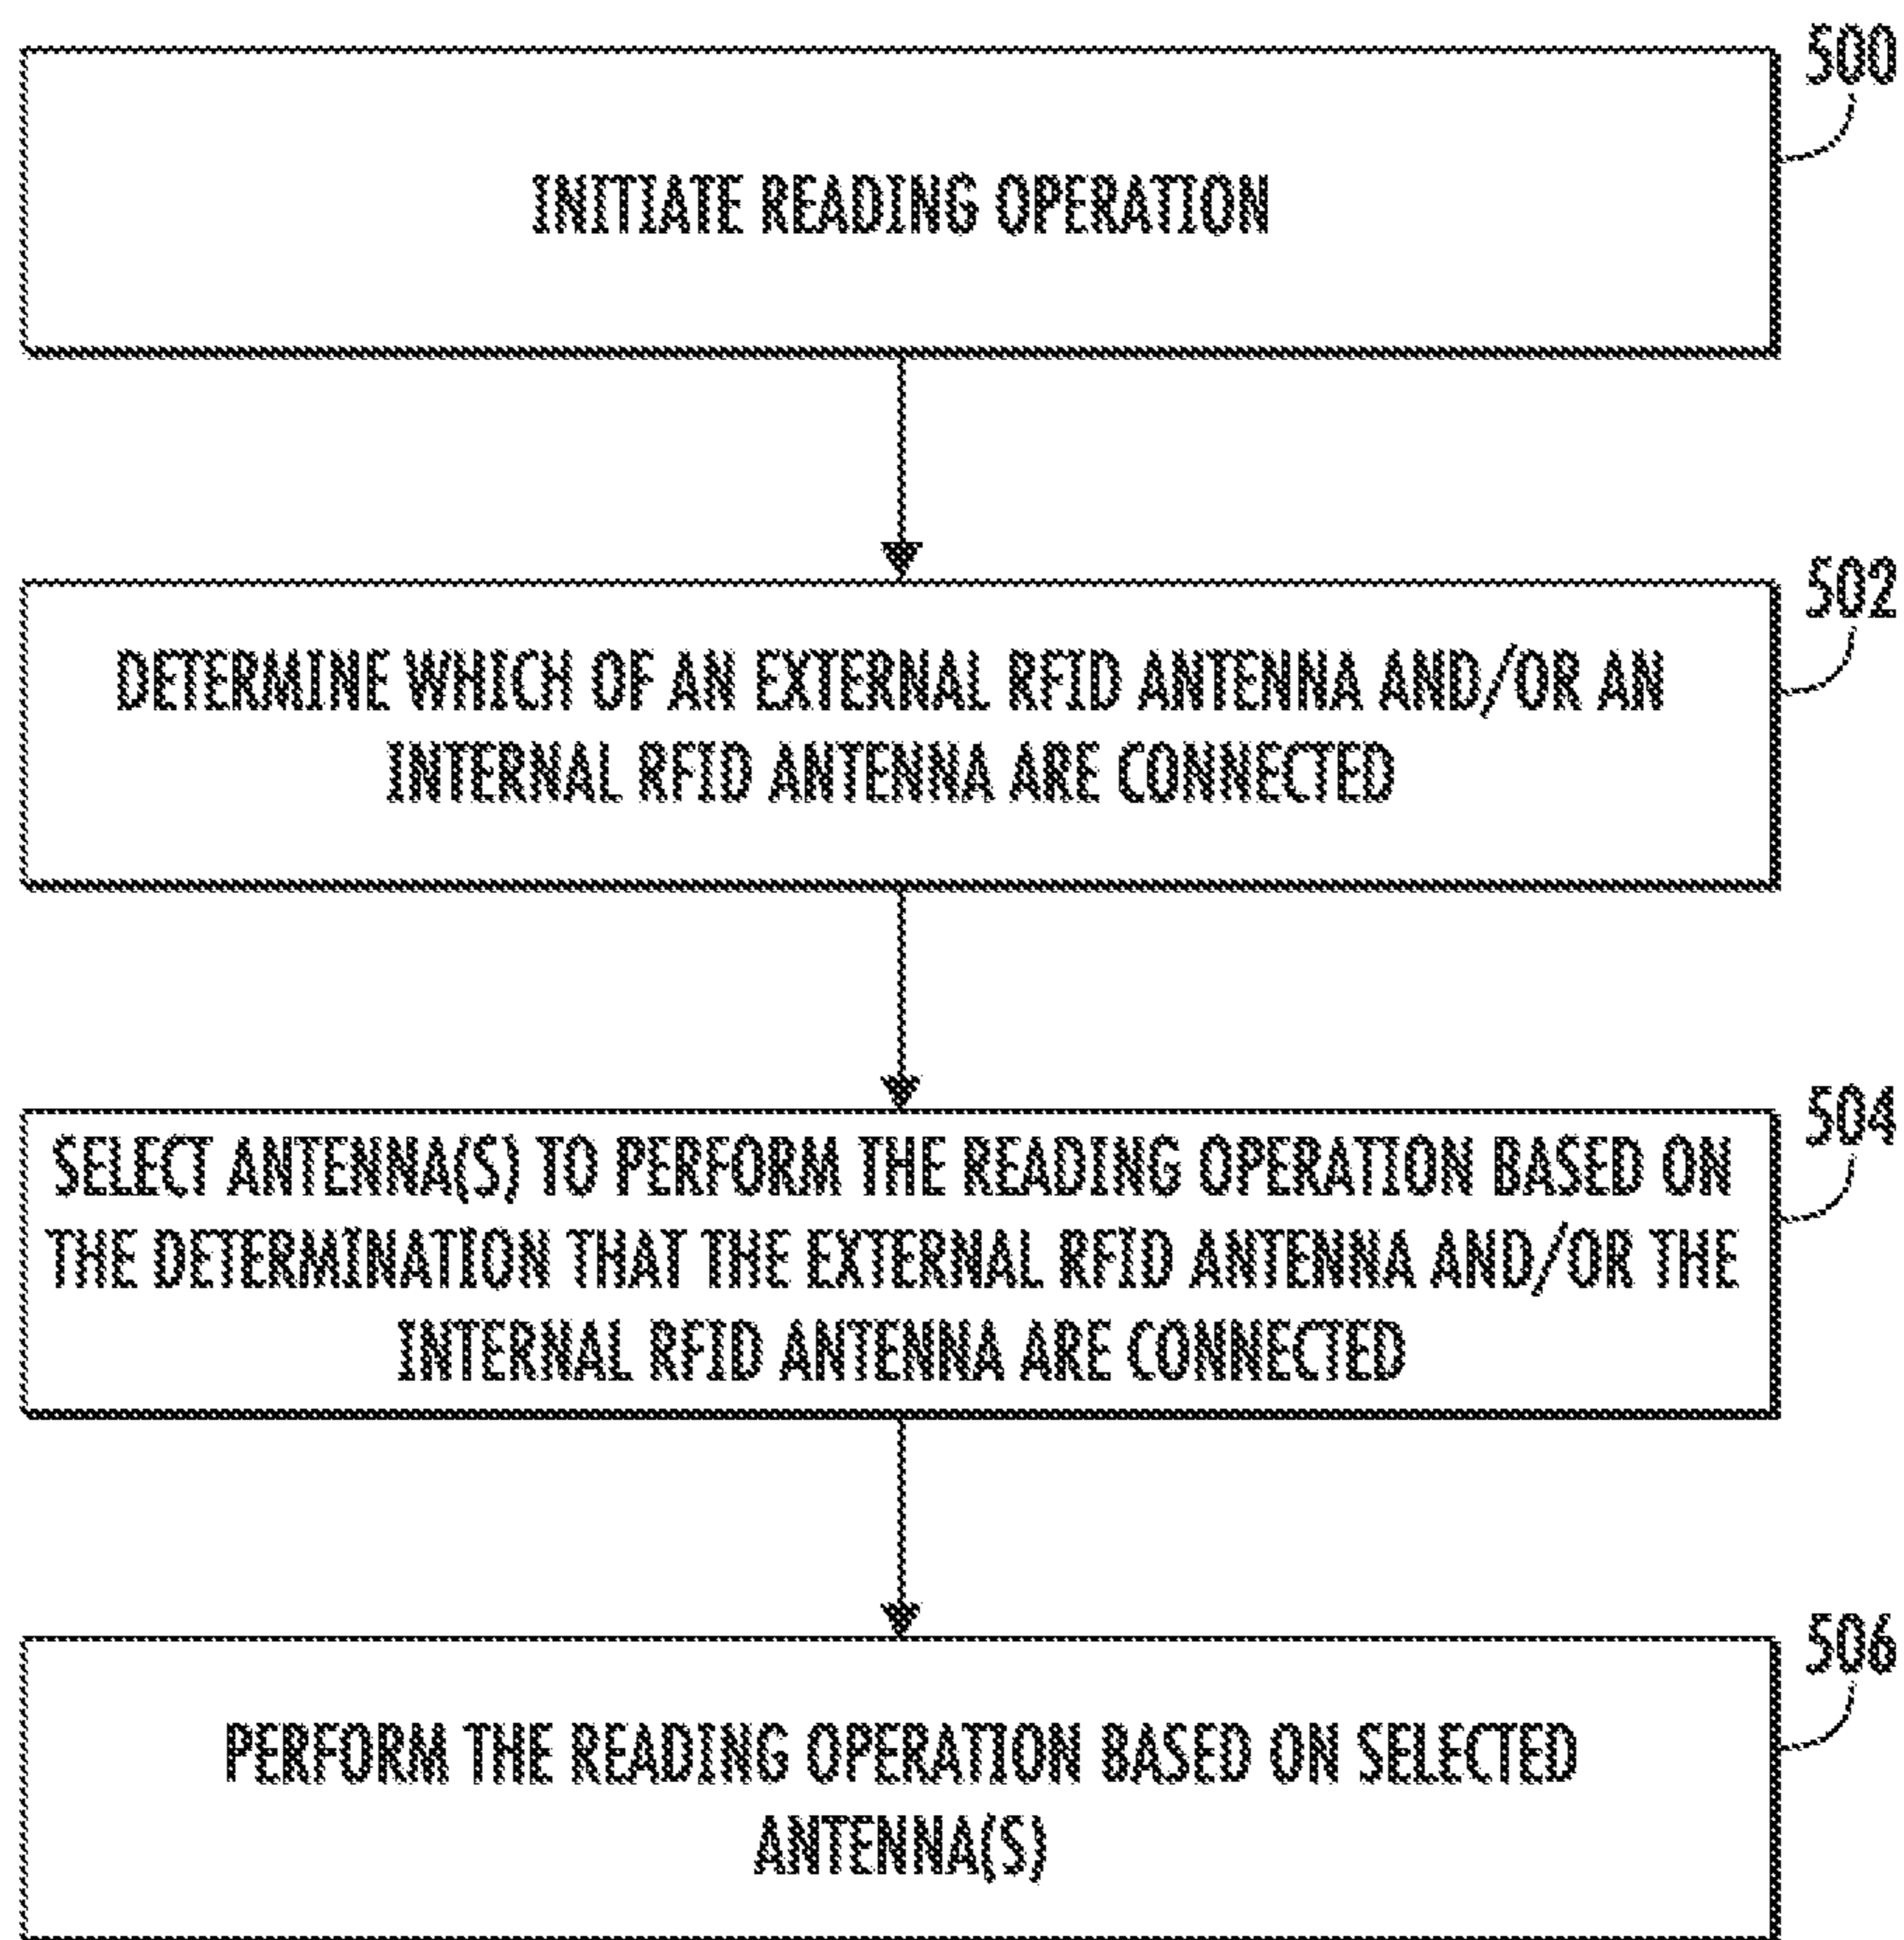 500
INITIATE READING OPERATION
502
DETERMINE WHICH OF AN EXTERNAL RFID ANTENNA AND/OR AN
INTERNAL RFID ANTENNA ARE CONNECTED
504
SELECT ANTENNA(S) TO PERFORM THE READING OPERATION BASED ON
THE DETERMINATION THAT THE EXTERNAL RFID ANTENNA AND/OR THE
INTERNAL RFID ANTENNA ARE CONNECTED
506
PERFORM THE READING OPERATION BASED ON SELECTED
ANTENNA(S)